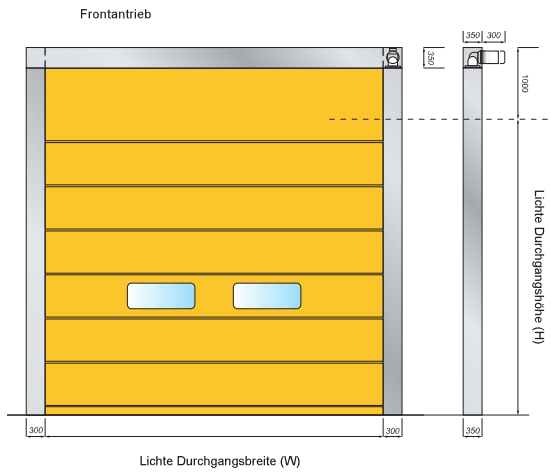 Frontantrieb
350 300
350
1000
Lichte Durchgangshöhe (H)
300 300 350
Lichte Durchgangsbreite (W)